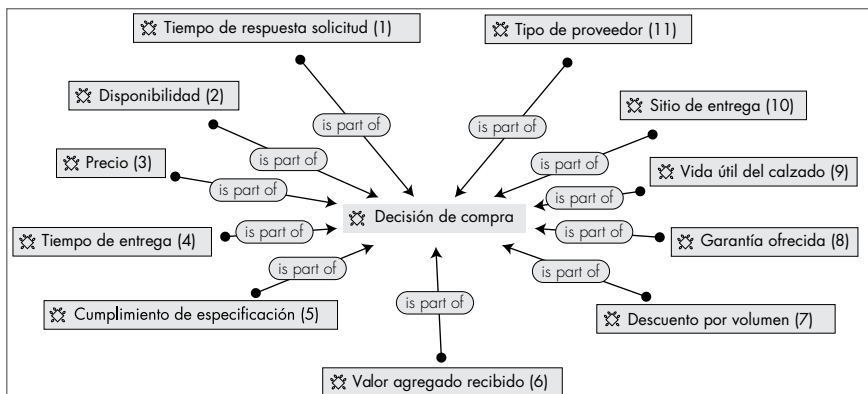 Tiempo de respuesta solicitud (1)
Tipo de proveedor (11)
Disponibilidad (2)
Sitio de entrega (10)
is part of
is part of
Precio (3)
is part of
is part of
Vida útil del calzado (9)
is part of
is part of
Decisión de compra
Tiempo de entrega (4)
is part of
is part of
Garantía ofrecida (8)
is part of
is part of
Cumplimiento de especificación (5)
is part of
Descuento por volumen (7)
Valor agregado recibido (6)